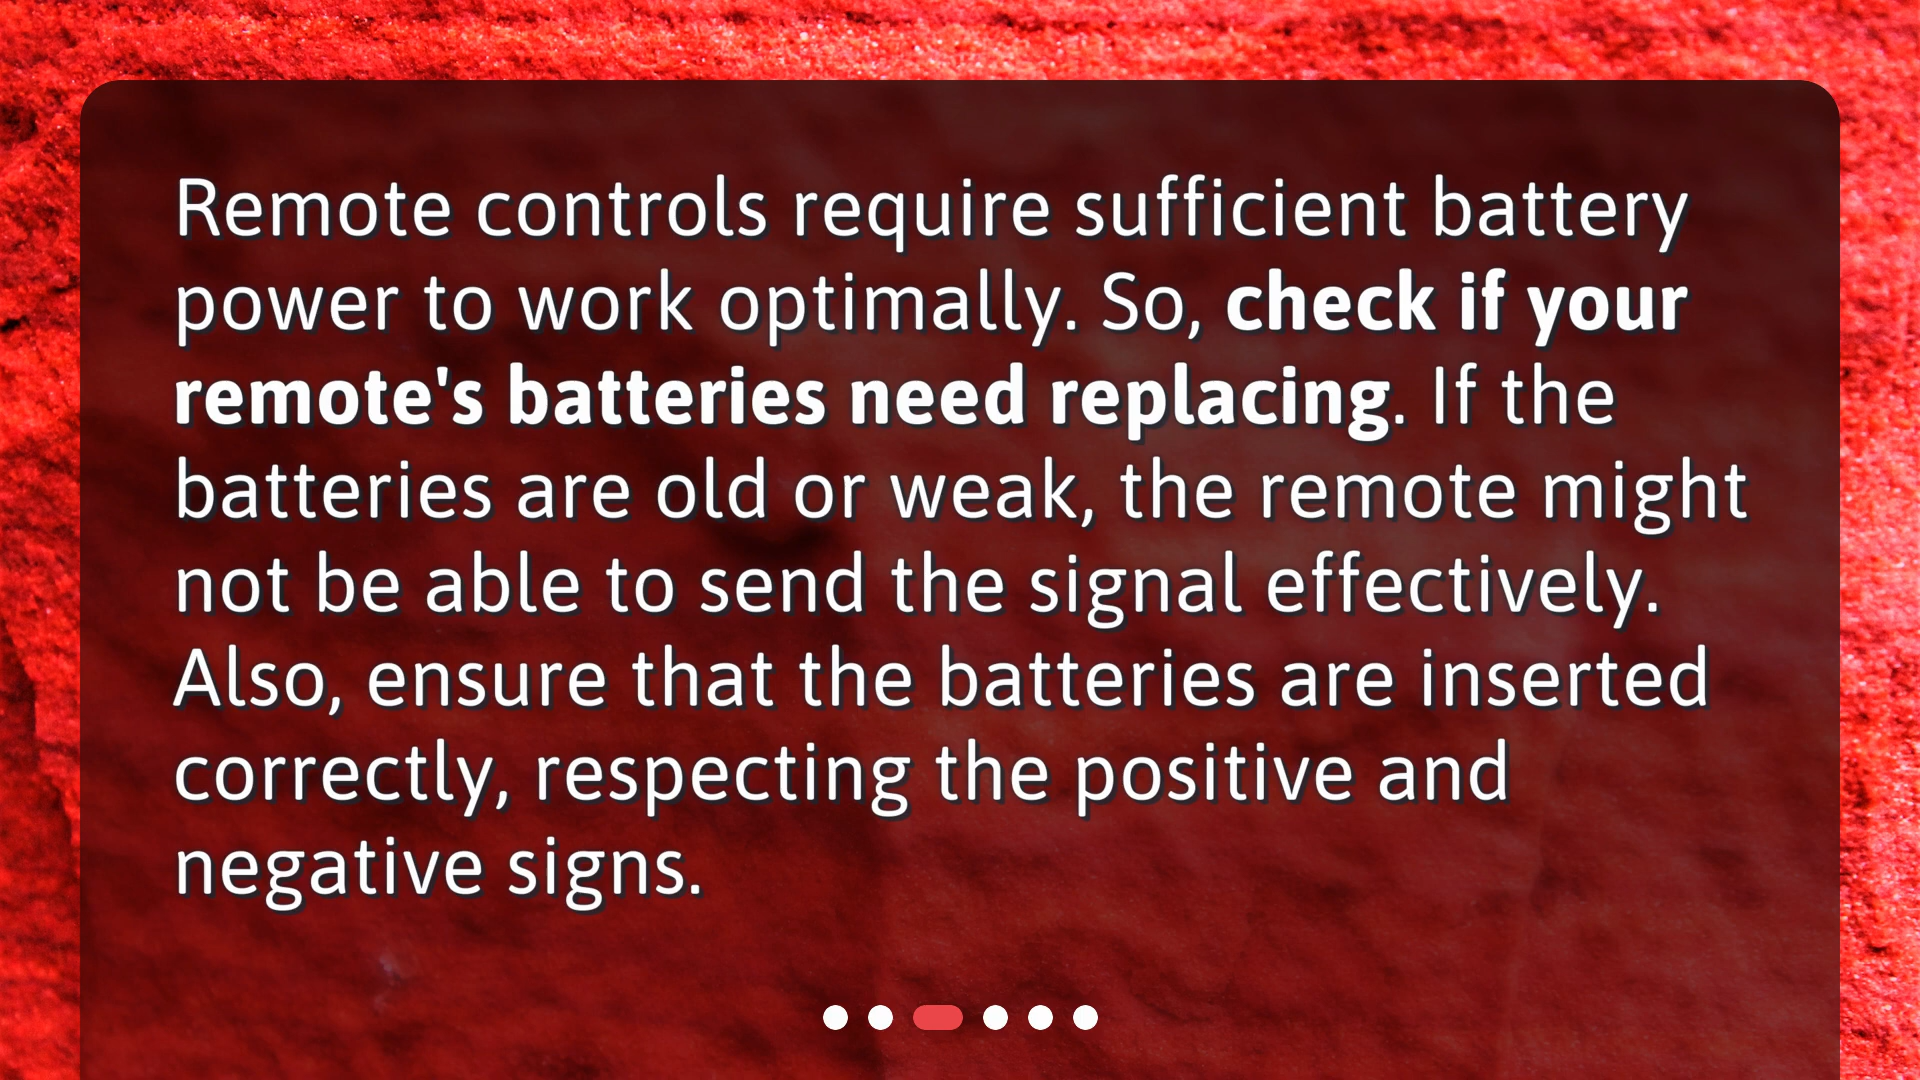 Remote controls require sufficient battery
power to work optimally. So, check if your
remote's batteries need replacing. If the
batteries are old or weak, the remote might
not be able to send the signal effectively.
Also, ensure that the batteries are inserted
correctly, respecting the positive and
negative signs.